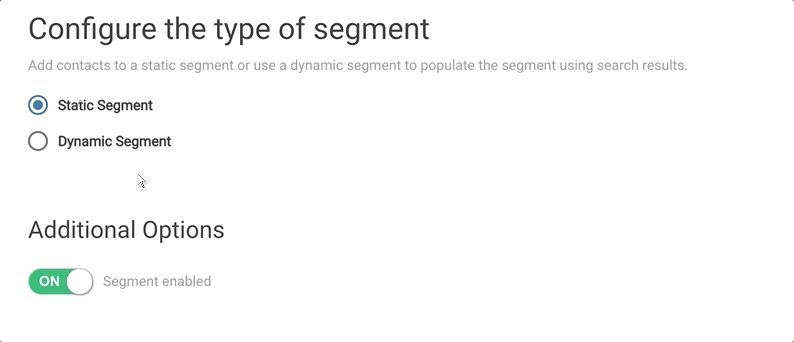 Configure the type of segment
Add contacts to a static segment or use a dynamic segment to populate the segment using search results.
Static Segment
Dynamic Segment
Additional Options
ON Segment enabled